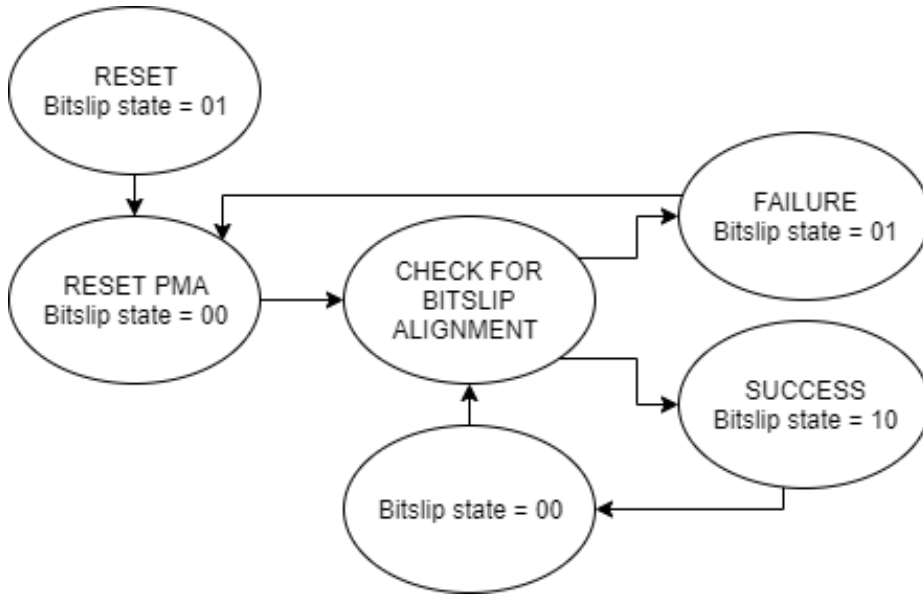 RESET
Bitslip state = 01
FAILURE
Bitslip state = 01
RESET PMA
Bitslip state = 00
CHECK FOR
BITSLIP
ALIGNMENT
SUCCESS
Bitslip state = 10
Bitslip state = 00